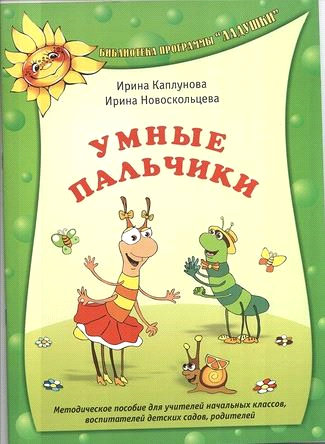 БИБЛИОТЕКА ПРОГРАММЫ "ЛАДУШКИ"
Ирина Каплунова
Ирина Новоскольцева
УМНЫЕ
ПАЛЬЧИКИ
Методическое пособие для учителей начальных классов,
воспитателей детских садов, родителей